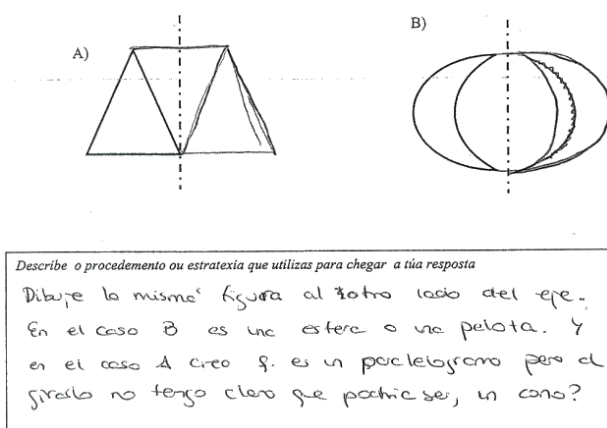 A)
B)
Describe o procedemento ou estratexia que utilizas para chegar a túa resposta
Dibuje la misma figura al otro lado del eje.
En el caso B es una esfera o una pelota. Y
en el caso A creo q. es un paralelogramo pero al
girarlo no tengo claro que podria ser, un cono?